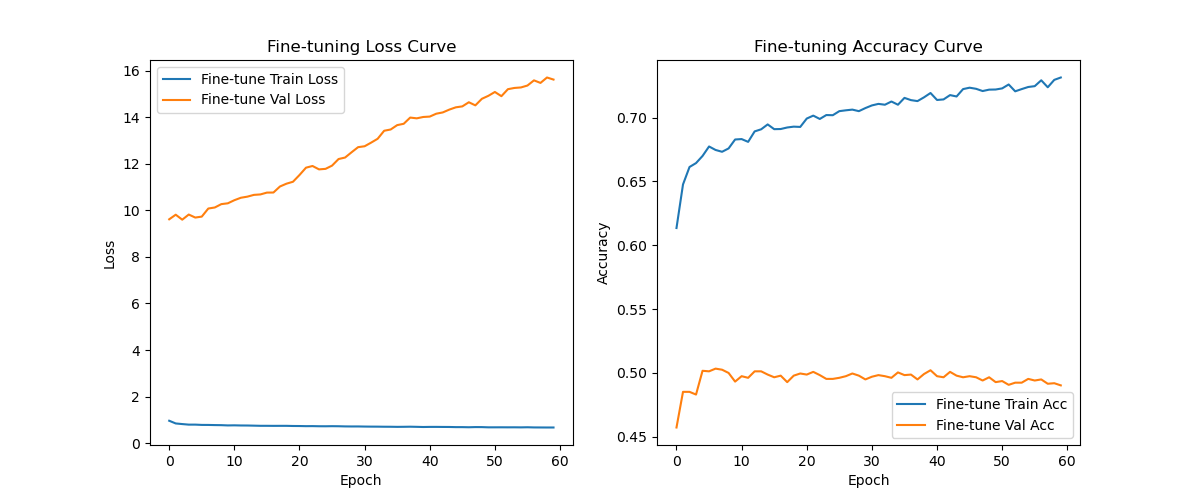 Fine-tuning Loss Curve
Fine-tune Train Loss
Fine-tune Val Loss
16
14
12
10
8
6
4
2
0
Loss
0 10 20 30 40 50 60
Epoch
Fine-tuning Accuracy Curve
0.70
0.65
0.60
0.55
0.50
0.45
Accuracy
Fine-tune Train Acc
Fine-tune Val Acc
0 10 20 30 40 50 60
Epoch